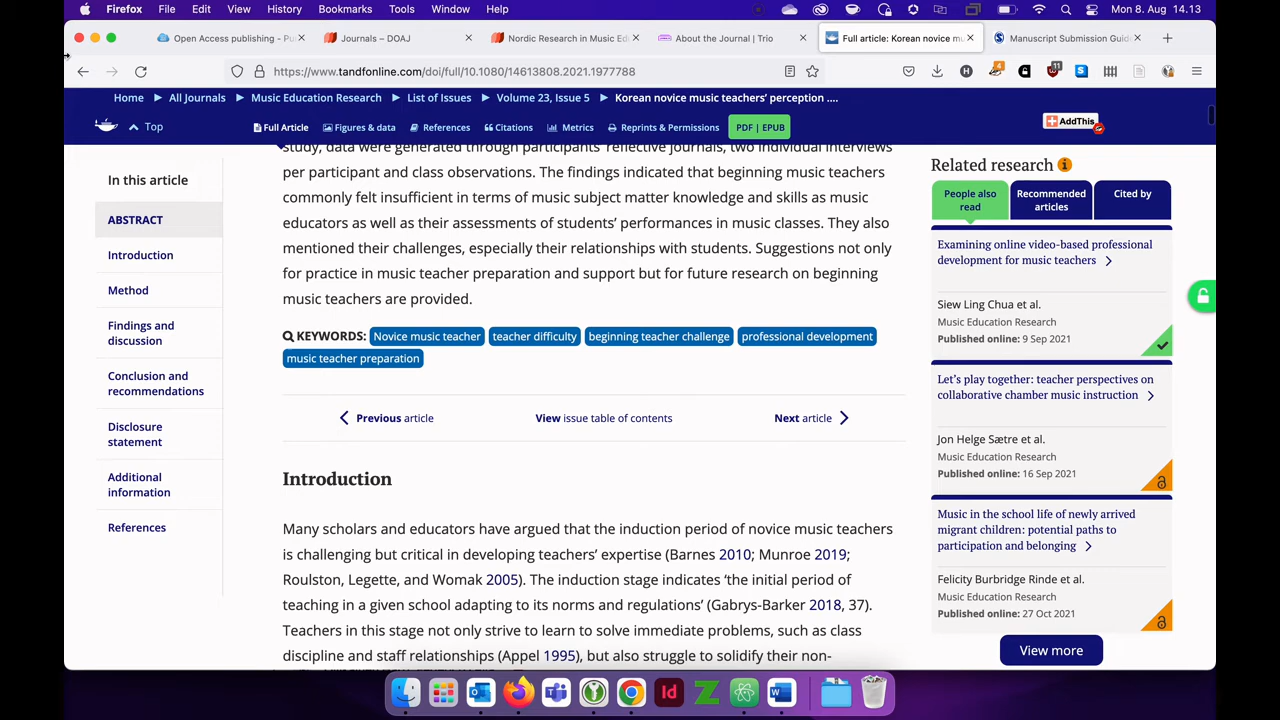 Firefox File Edit View History Bookmarks Tools Window Help Mon 8. Aug 14.13
Open Access publishing - Pu
Journals – DOAJ
Nordic Research in Music Ed
About the Journal | Trio
Full article: Korean novice mu
Manuscript Submission Guide
https://www.tandfonline.com/doi/full/10.1080/14613808.2021.1977788
4
11
Home All Journals Music Education Research List of Issues Volume 23, Issue 5 Korean novice music teachers' perception ....
Top
Full Article Figures & data References Citations Metrics Reprints & Permissions PDF | EPUB
AddThis
In this article
ABSTRACT
Introduction
Method
Findings and
discussion
Conclusion and
recommendations
Disclosure
statement
Additional
information
References
study, data were generated through participants' reflective journals, two individual interviews
per participant and class observations. The findings indicated that beginning music teachers
commonly felt insufficient in terms of music subject matter knowledge and skills as music
educators as well as their assessments of students' performances in music classes. They also
mentioned their challenges, especially their relationships with students. Suggestions not only
for practice in music teacher preparation and support but for future research on beginning
music teachers are provided.
KEYWORDS: Novice music teacher teacher difficulty beginning teacher challenge professional development
music teacher preparation
Previous article View issue table of contents Next article
Introduction
Many scholars and educators have argued that the induction period of novice music teachers
is challenging but critical in developing teachers' expertise (Barnes 2010; Munroe 2019;
Roulston, Legette, and Womak 2005). The induction stage indicates 'the initial period of
teaching in a given school adapting to its norms and regulations' (Gabrys-Barker 2018, 37).
Teachers in this stage not only strive to learn to solve immediate problems, such as class
discipline and staff relationships (Appel 1995), but also struggle to solidify their non-
Related research
People also
read
Recommended
articles
Cited by
Examining online video-based professional
development for music teachers
Siew Ling Chua et al.
Music Education Research
Published online: 9 Sep 2021
Let's play together: teacher perspectives on
collaborative chamber music instruction
Jon Helge Sætre et al.
Music Education Research
Published online: 16 Sep 2021
Music in the school life of newly arrived
migrant children: potential paths to
participation and belonging
Felicity Burbridge Rinde et al.
Music Education Research
Published online: 27 Oct 2021
View more
Id